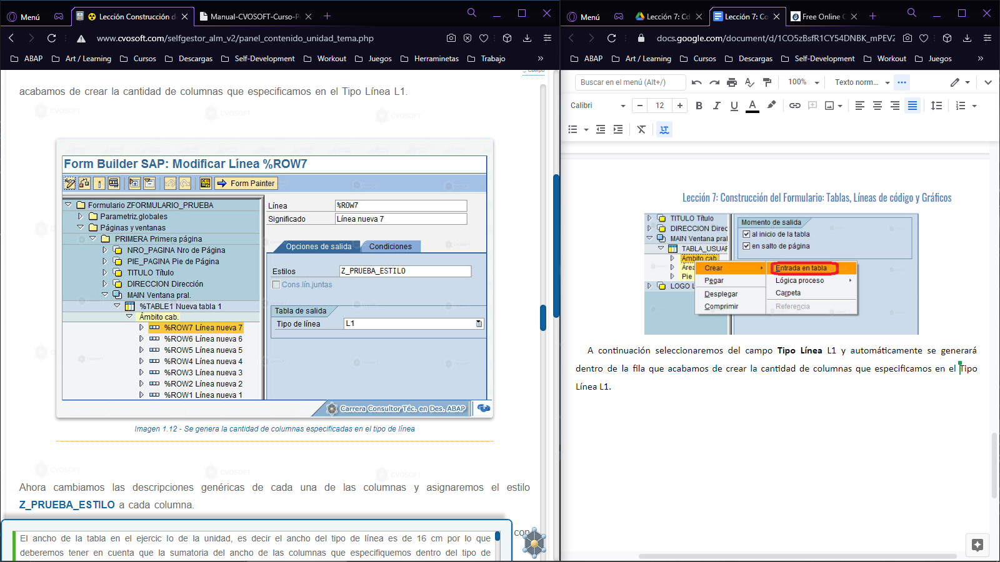 Menú
Lección Construcción d
Manual-CVOSOFT-Curso-P
www.cvosoft.com/selfgestor_alm_v2/panel_contenido_unidad_tema.php
ABAP
Art / Learning
Cursos
Descargas
Self-Development
Workout
Juegos
Herraminetas
Trabajo
»
Cuerpo
acabamos de crear la cantidad de columnas que especificamos en el Tipo Línea L1.
CVOSOFT
CVOSOFT
CVOSOFT
Form Builder SAP: Modificar Línea %ROW7
Form Painter
Formulario ZFORMULARIO_PRUEBA
Parametriz.globales
Páginas y ventanas
PRIMERA Primera página
NRO_PAGINA Nro de Página
PIE_PAGINA Pie de Página
TITULO Título
DIRECCION Dirección
MAIN Ventana pral.
%TABLE1 Nueva tabla 1
Ámbito cab.
%ROW7 Línea nueva 7
%ROW6 Línea nueva 6
%ROW5 Línea nueva 5
%ROW4 Línea nueva 4
%ROW3 Línea nueva 3
%ROW2 Línea nueva 2
%ROW1 Línea nueva 1
Línea %ROW7
Significado Línea nueva 7
Opciones de salida Condiciones
Estilos Z_PRUEBA_ESTILO
Cons.lín.juntas
Tabla de salida
Tipo de línea L1
Carrera Consultor Téc. en Des. ABAP
Imagen 1.12 - Se genera la cantidad de columnas especificadas en el tipo de línea
CVOSOFT
CVOSOFT
CVOSOFT
Ahora cambiamos las descripciones genéricas de cada una de las columnas y asignaremos el estilo
Z_PRUEBA_ESTILO a cada columna.
con
El ancho de la tabla en el ejercic Io de la unidad, es decir el ancho del tipo de línea es de 16 cm por lo que
deberemos tener en cuenta que la sumatoria del ancho de las columnas que especifiquemos dentro del tipo de
Menú
Lección 7: Cd
Lección 7: Co
Free Online C
docs.google.com/document/d/1CO5zBsfR1CY54DNBK_mPEV2
ABAP
Art / Learning
Cursos
Descargas
Self-Development
Workout
Juegos
»
Buscar en el menú (Alt+/)
100%
Texto norm...
Calibri
12
B I U A
Lección 7: Construcción del Formulario: Tablas, Líneas de código y Gráficos
TITULO Título
DIRECCION Direc
MAIN Ventana pral
TABLA_USUAR
Ámbito cab.
Área
Pie
LOGO L
Momento de salida
al inicio de la tabla
en salto de página
Crear
Pegar
Desplegar
Comprimir
Entrada en tabla
Lógica proceso
Carpeta
Referencia
A continuación seleccionaremos del campo Tipo Línea L1 y automáticamente se generará
dentro de la fila que acabamos de crear la cantidad de columnas que especificamos en el Tipo
Línea L1.